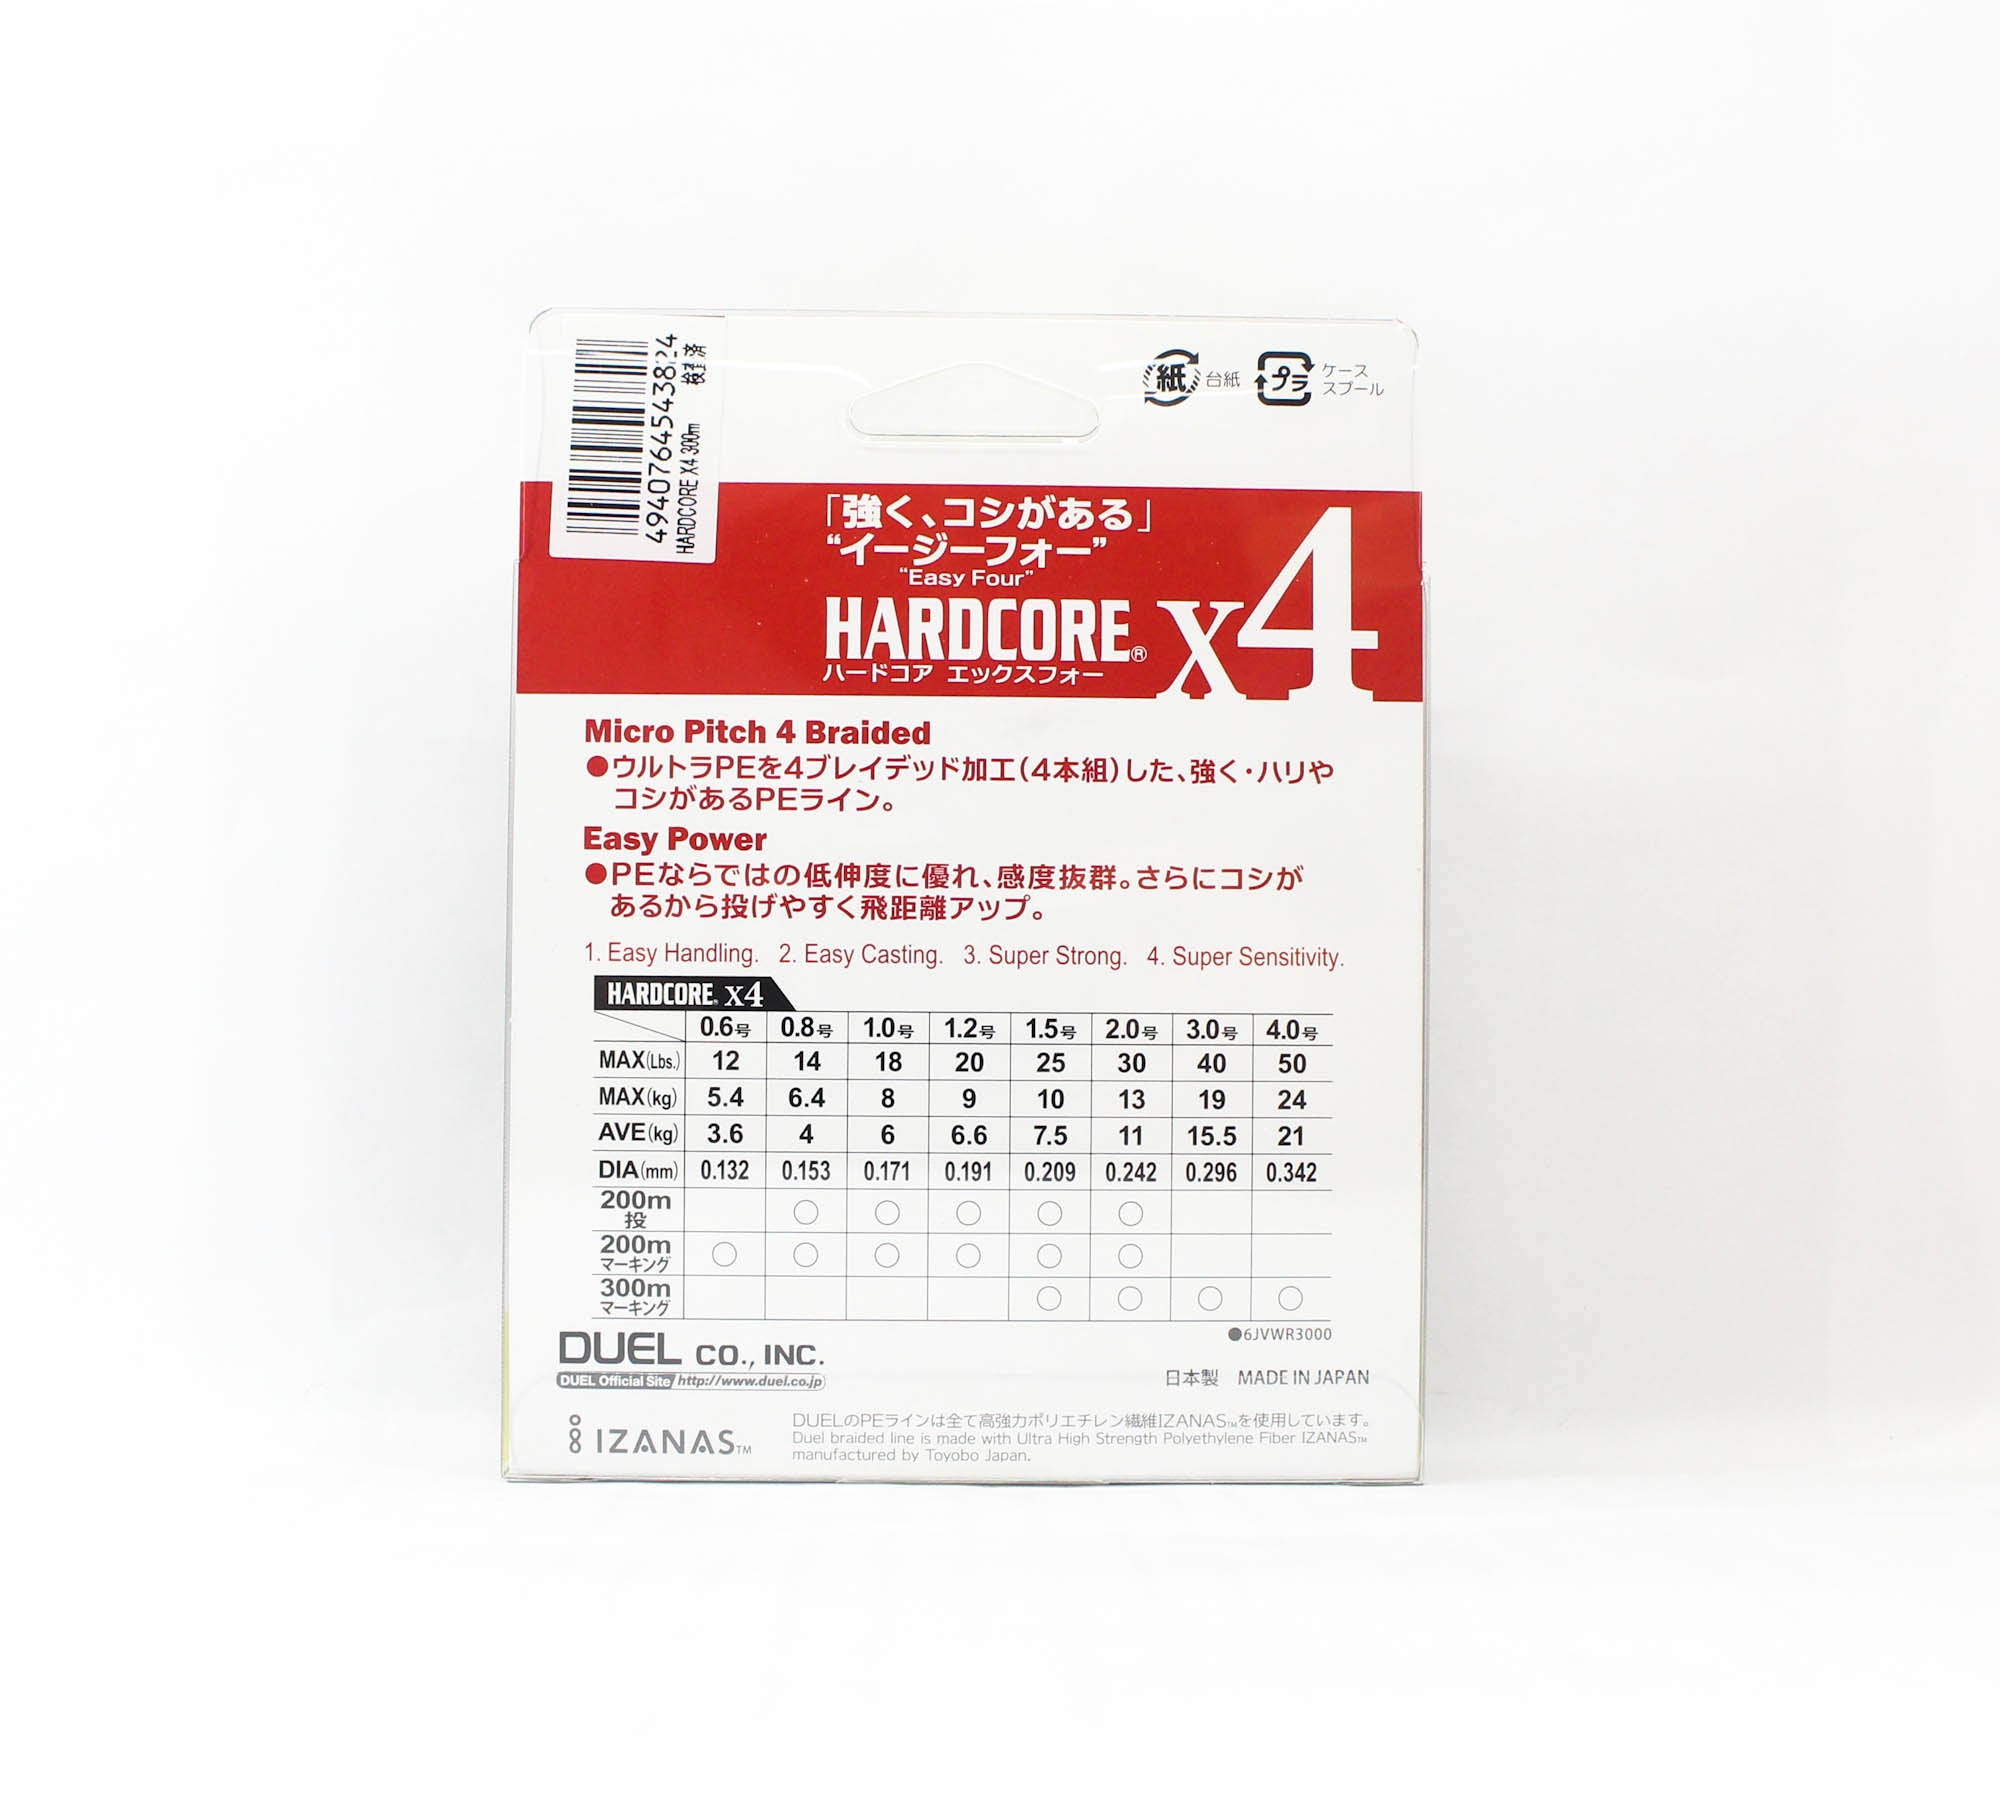 4940764543824
HARDCORE X4 300m
検査済
紙 台紙
プラ ケース
スプール
「強く、コシがある」
“イージーフォー”
“Easy Four”
HARDCORE® X4
ハードコア エックスフォー
Micro Pitch 4 Braided
●ウルトラPEを4ブレイデッド加工(4本組)した、強く・ハリや
コシがあるPEライン。
Easy Power
●PEならではの低伸度に優れ、感度抜群。さらにコシが
あるから投げやすく飛距離アップ。
1. Easy Handling. 2. Easy Casting. 3. Super Strong. 4. Super Sensitivity.
HARDCORE® X4
0.6号 0.8号 1.0号 1.2号 1.5号 2.0号 3.0号 4.0号
MAX(Lbs.) 12 14 18 20 25 30 40 50
MAX(kg) 5.4 6.4 8 9 10 13 19 24
AVE(kg) 3.6 4 6 6.6 7.5 11 15.5 21
DIA(mm) 0.132 0.153 0.171 0.191 0.209 0.242 0.296 0.342
200m
投 ○ ○ ○ ○ ○
200m
マーキング ○ ○ ○ ○ ○ ○
300m
マーキング ○ ○ ○ ○
●6JVWR3000
DUEL CO., INC.
DUEL Official Site http://www.duel.co.jp
日本製 MADE IN JAPAN
IZANAS™
DUELのPEラインは全て高強力ポリエチレン繊維IZANAS™を使用しています。
Duel braided line is made with Ultra High Strength Polyethylene Fiber IZANAS™
manufactured by Toyobo Japan.